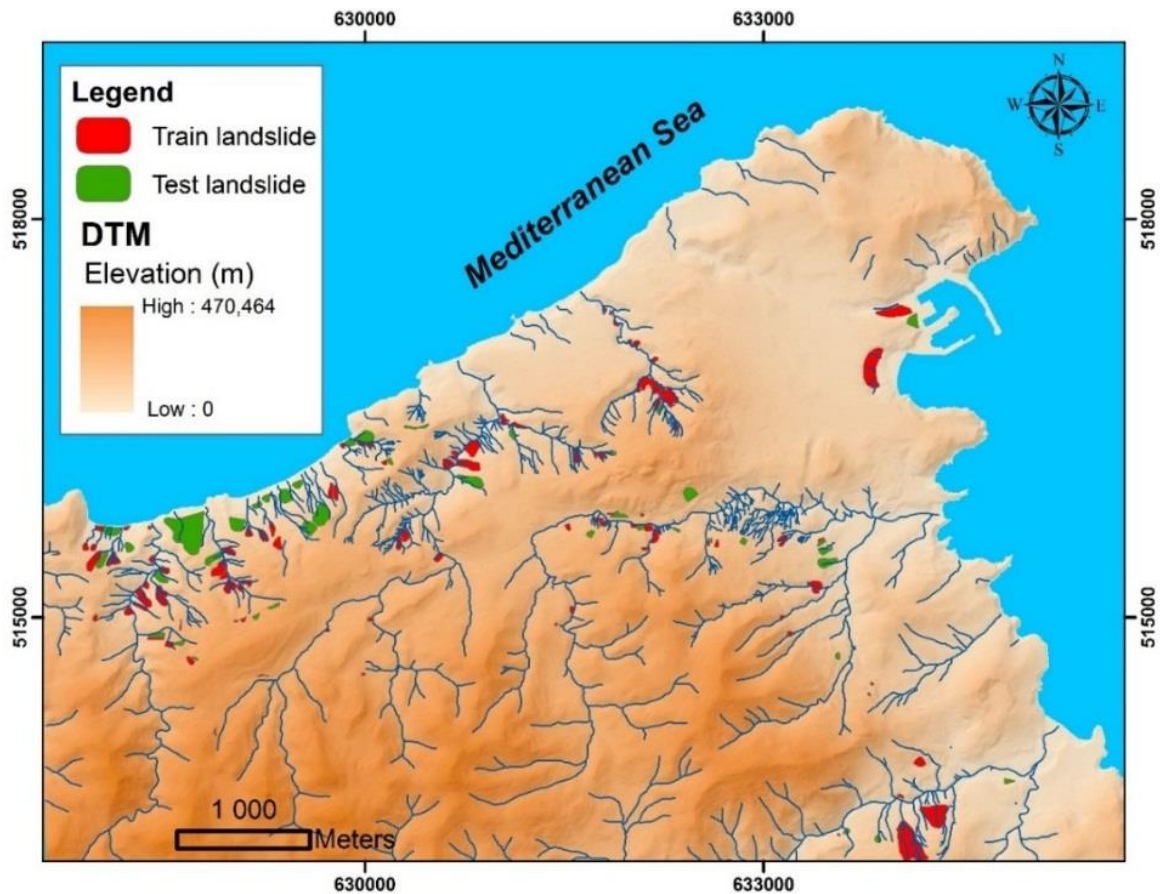 630000
633000
Legend
Train landslide
Test landslide
DTM
Elevation (m)
High : 470,464
Low : 0
Mediterranean Sea
N
W
E
S
518000
518000
515000
515000
1 000
Meters
630000
633000